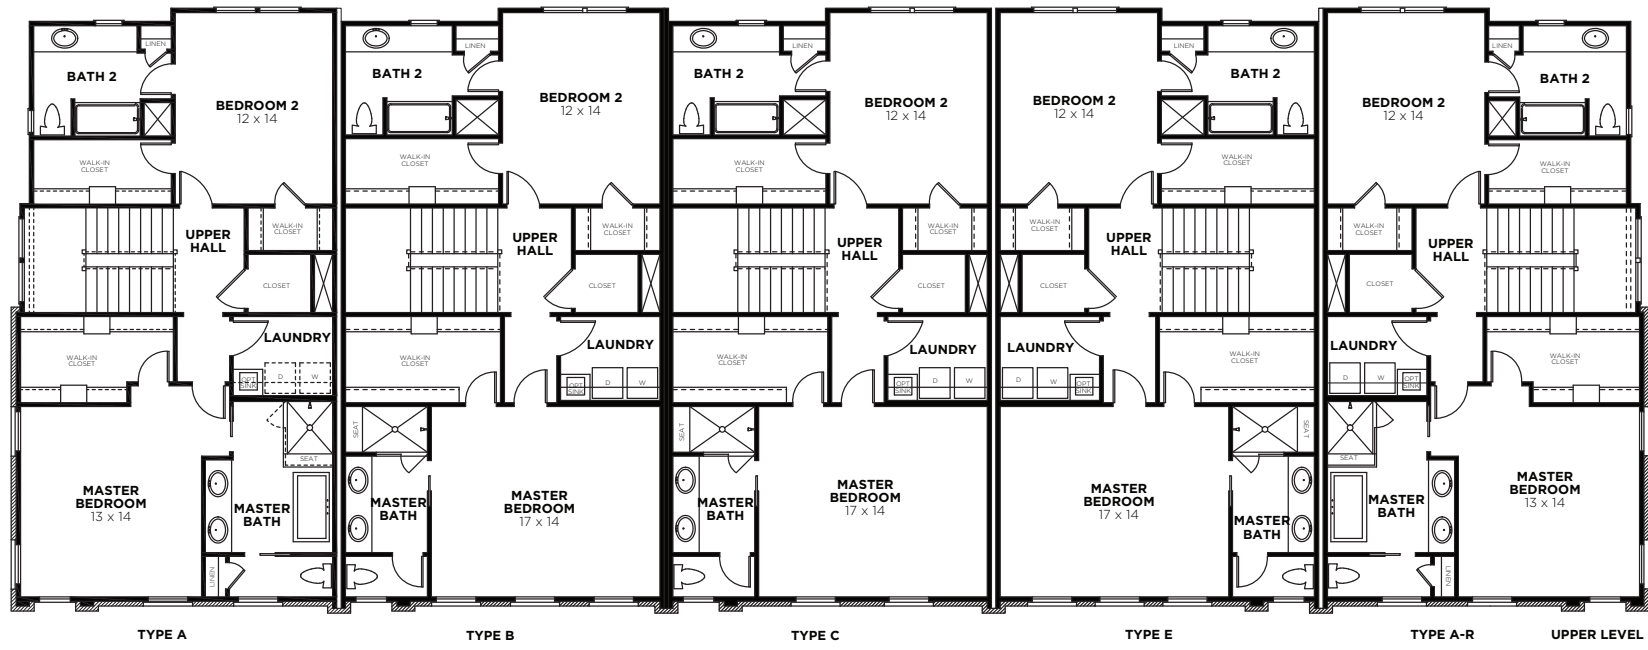 LINEN
BATH 2
BEDROOM 2
12 x 14
WALK-IN
CLOSET
UPPER
HALL
WALK-IN
CLOSET
CLOSET
LAUNDRY
WALK-IN
CLOSET
OPT
SINK
D
W
SEAT
MASTER
BEDROOM
13 x 14
MASTER
BATH
LINEN
TYPE A
LINEN
BATH 2
BEDROOM 2
12 x 14
WALK-IN
CLOSET
UPPER
HALL
WALK-IN
CLOSET
CLOSET
LAUNDRY
WALK-IN
CLOSET
OPT
SINK
D
W
SEAT
MASTER
BATH
MASTER
BEDROOM
17 x 14
TYPE B
LINEN
BATH 2
BEDROOM 2
12 x 14
WALK-IN
CLOSET
UPPER
HALL
WALK-IN
CLOSET
CLOSET
LAUNDRY
WALK-IN
CLOSET
OPT
SINK
D
W
SEAT
MASTER
BATH
MASTER
BEDROOM
17 x 14
TYPE C
BEDROOM 2
12 x 14
LINEN
BATH 2
WALK-IN
CLOSET
WALK-IN
CLOSET
UPPER
HALL
CLOSET
LAUNDRY
WALK-IN
CLOSET
D
W
OPT
SINK
SEAT
MASTER
BEDROOM
17 x 14
MASTER
BATH
TYPE E
BEDROOM 2
12 x 14
LINEN
BATH 2
WALK-IN
CLOSET
WALK-IN
CLOSET
UPPER
HALL
CLOSET
LAUNDRY
WALK-IN
CLOSET
D
W
OPT
SINK
SEAT
MASTER
BATH
MASTER
BEDROOM
13 x 14
LINEN
TYPE A-R
UPPER LEVEL